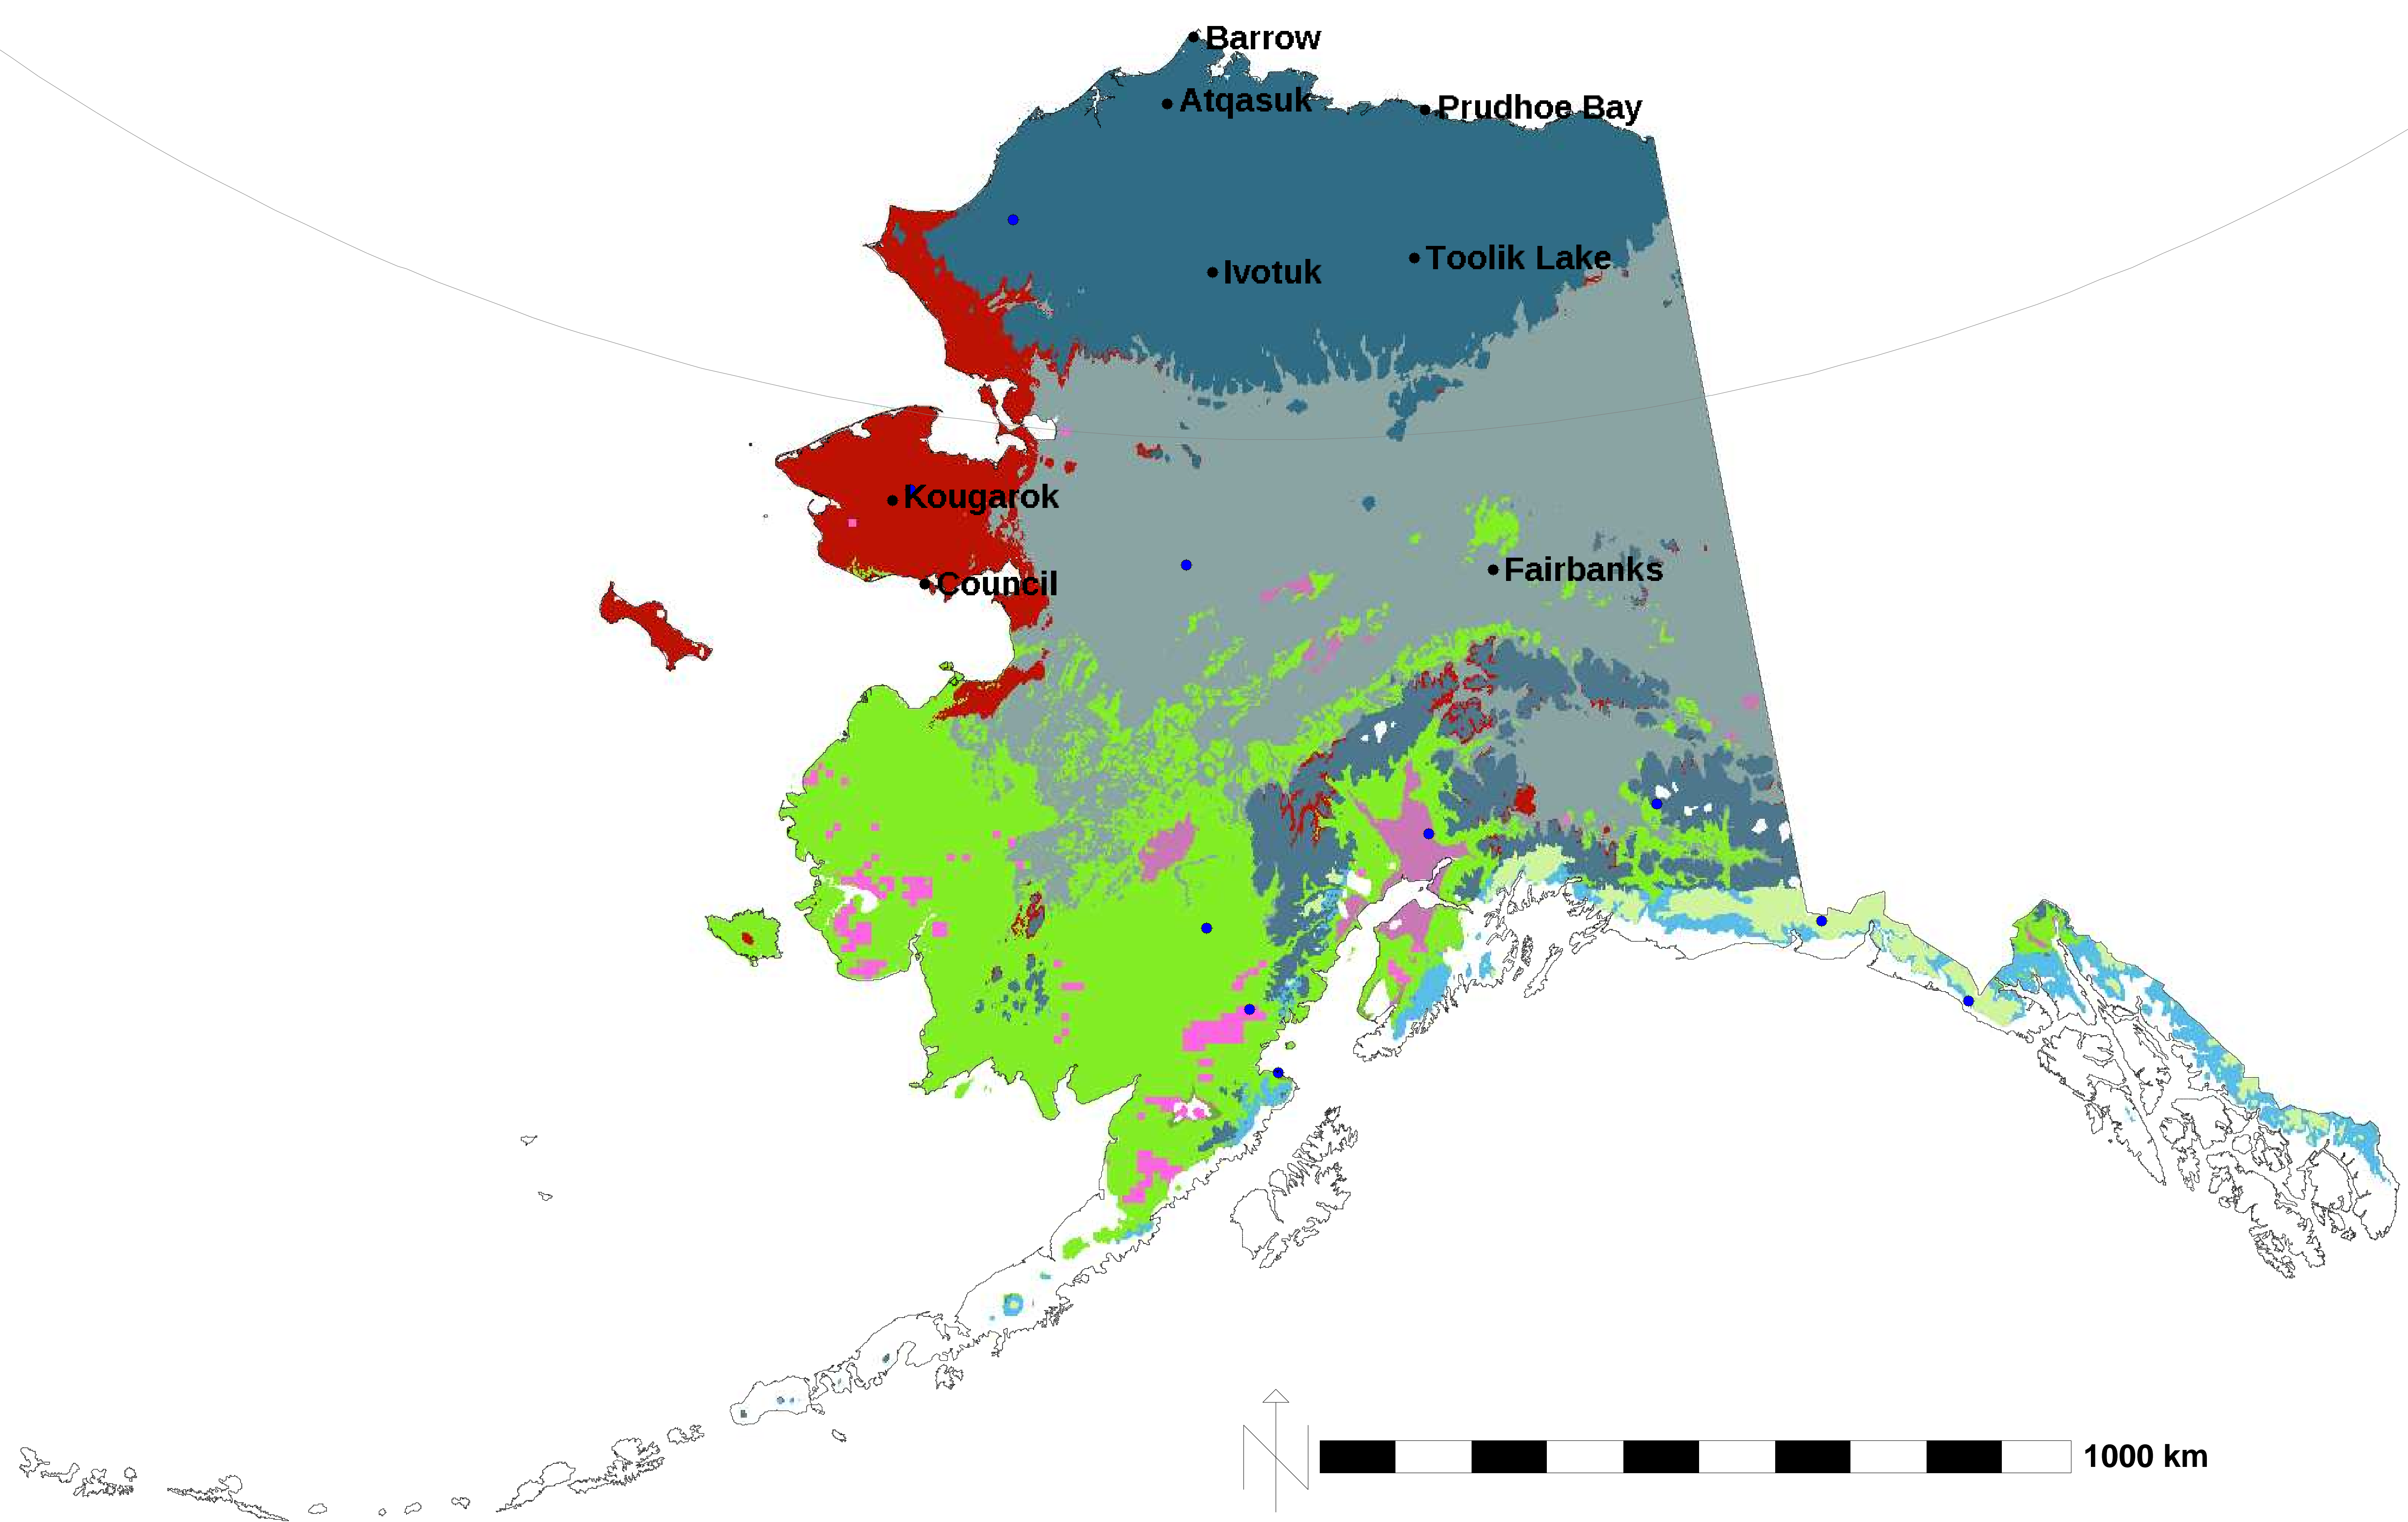 Barrow
Atqasuk
Prudhoe Bay
Ivotuk
Toolik Lake
Kougarok
Council
Fairbanks
N
1000 km